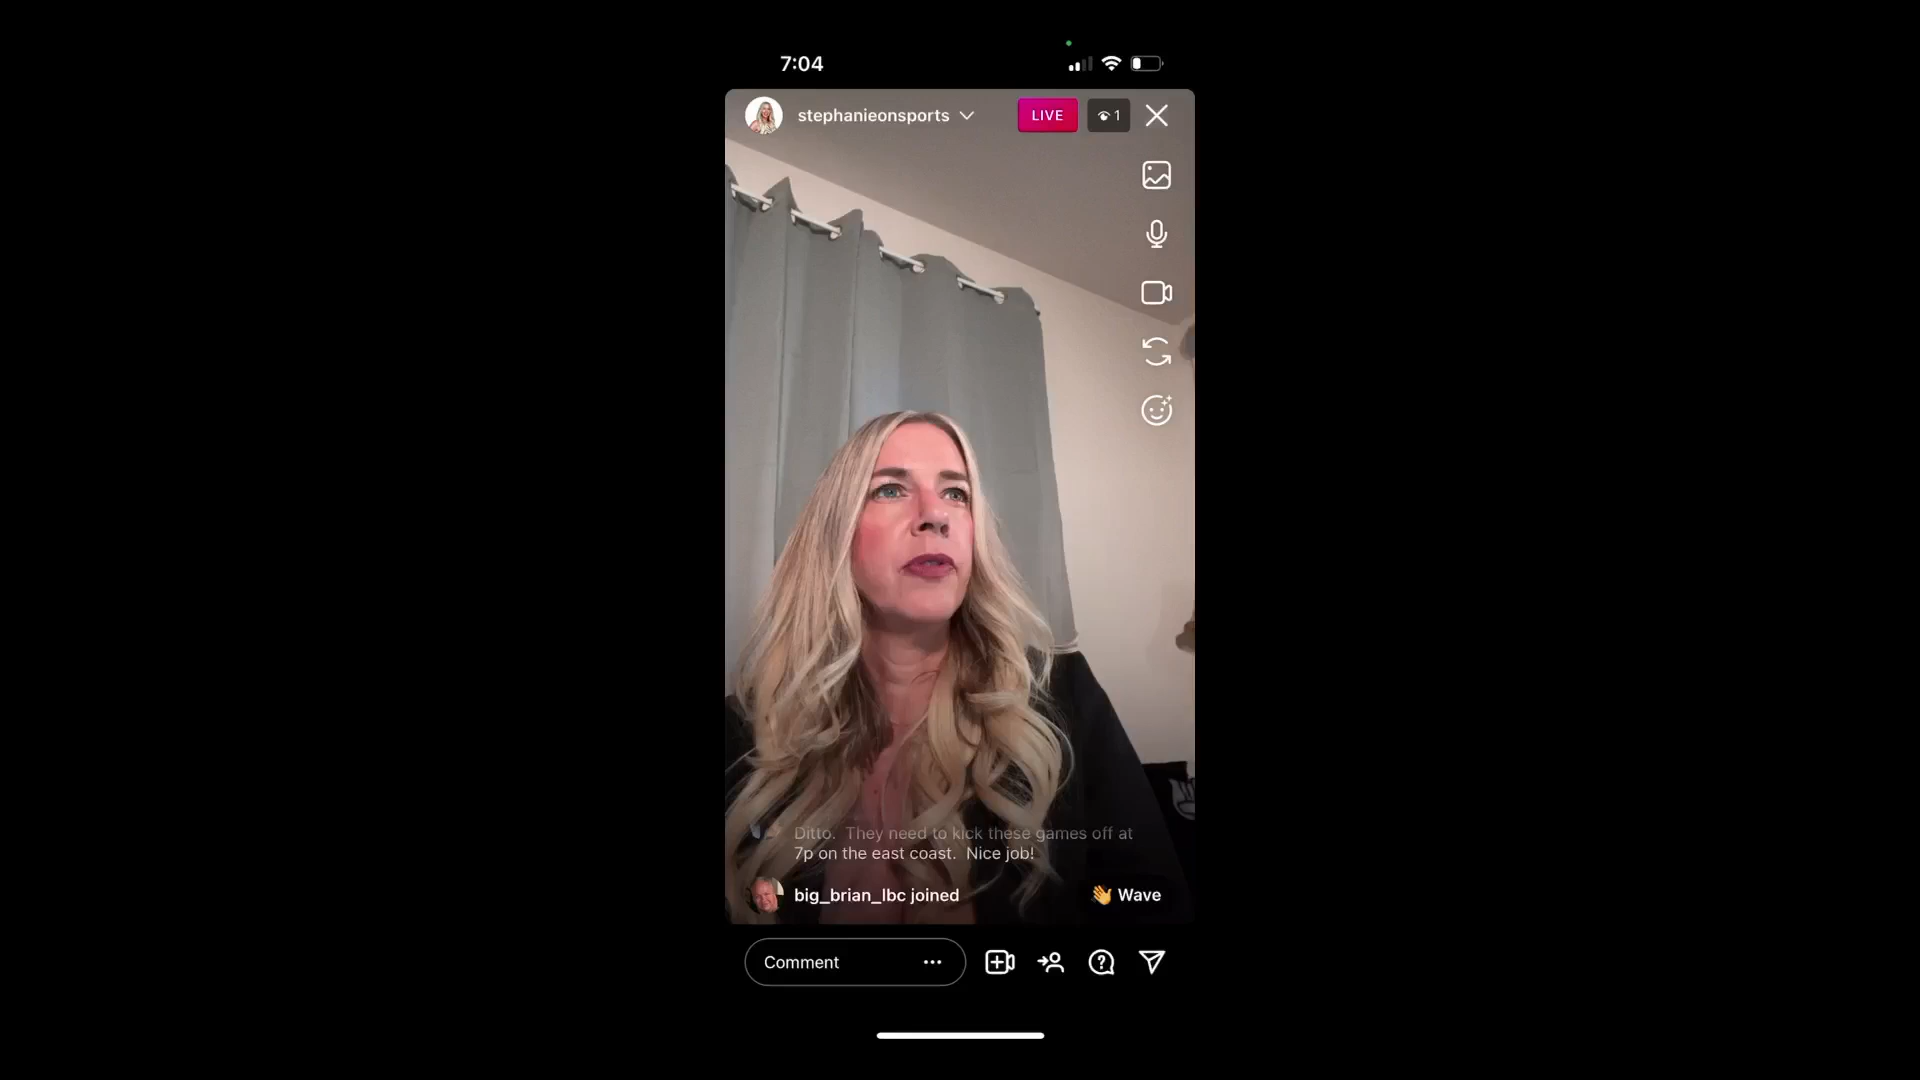 7:04
stephanieonsports
LIVE
1
Ditto.  They need to kick these games off at
7p on the east coast.  Nice job!
big_brian_lbc joined
👋 Wave
Comment